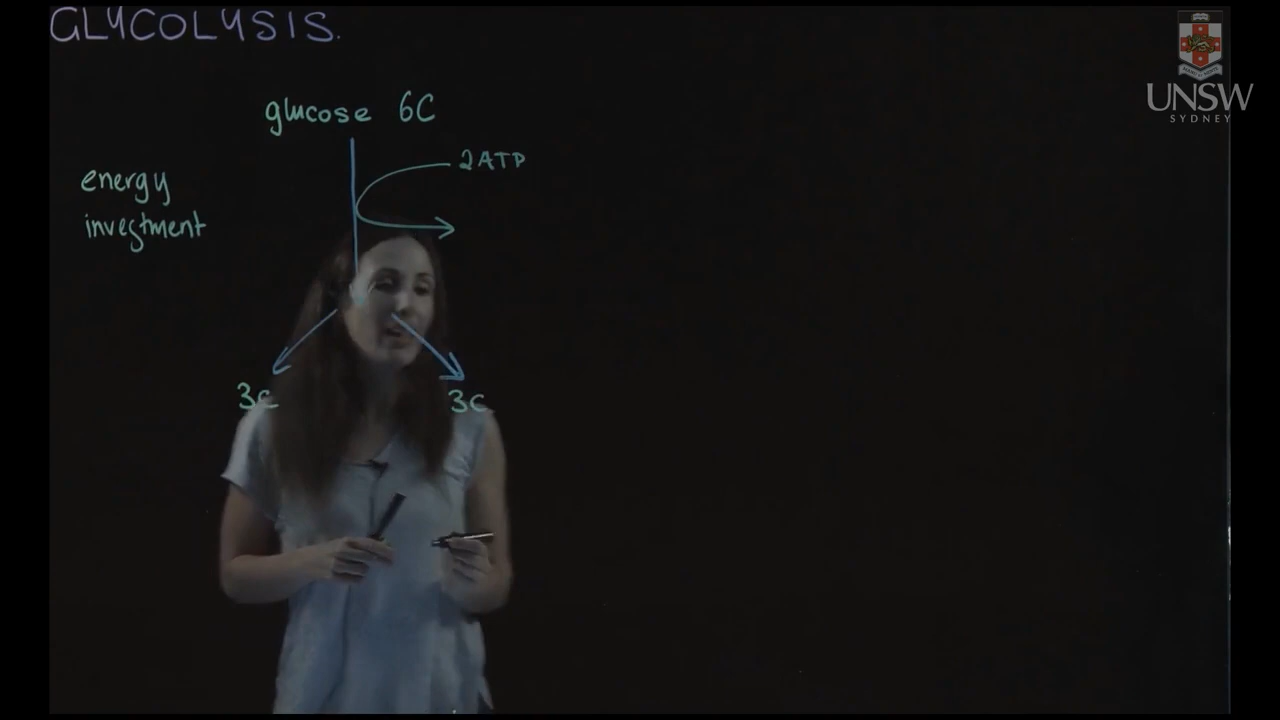 GLYCOLYSIS.
UNSW
SYDNEY
glucose 6C
2ATP
energy
investment
3C
3C